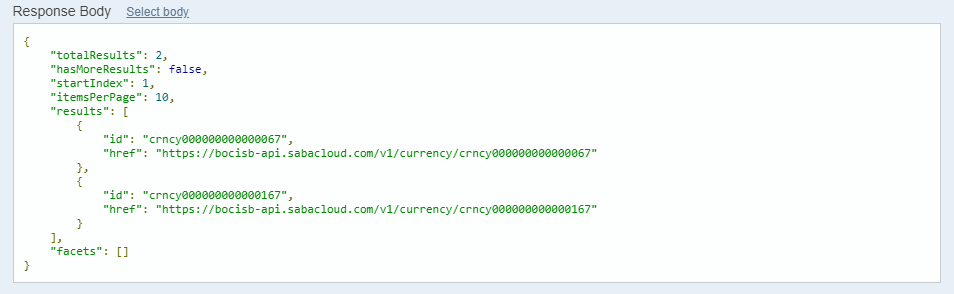 Response Body Select body
{
    "totalResults": 2,
    "hasMoreResults": false,
    "startIndex": 1,
    "itemsPerPage": 10,
    "results": [
        {
            "id": "crncy000000000000067",
            "href": "https://bocisb-api.sabacloud.com/v1/currency/crncy000000000000067"
        },
        {
            "id": "crncy000000000000167",
            "href": "https://bocisb-api.sabacloud.com/v1/currency/crncy000000000000167"
        }
    ],
    "facets": []
}